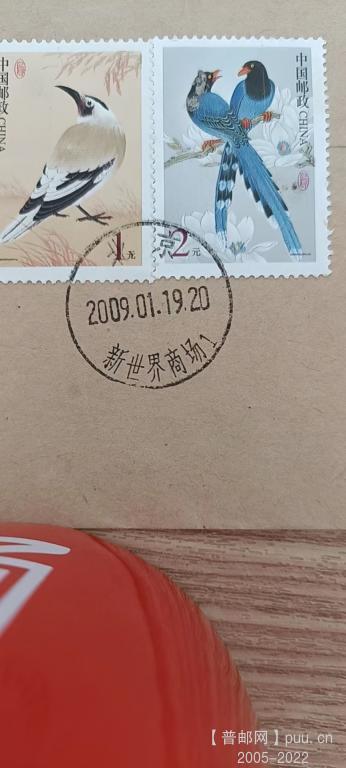 中国邮政
CHINA
1元
中国邮政
CHINA
2元
北京
2009.01.19.20
新世界商场1
【普邮网】puu.cn
2005-2022